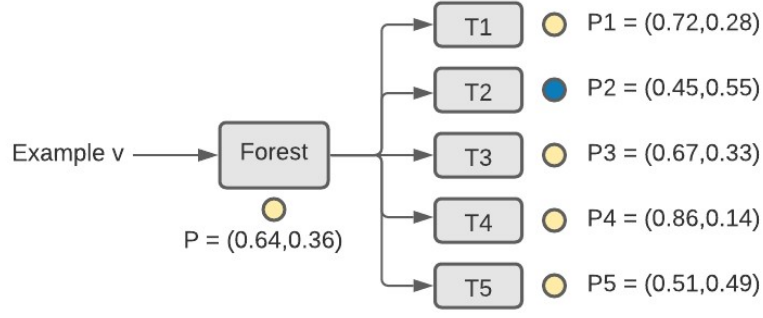 T1 P1 = (0.72,0.28)
T2 P2 = (0.45,0.55)
Example v Forest T3 P3 = (0.67,0.33)
P = (0.64,0.36) T4 P4 = (0.86,0.14)
T5 P5 = (0.51,0.49)